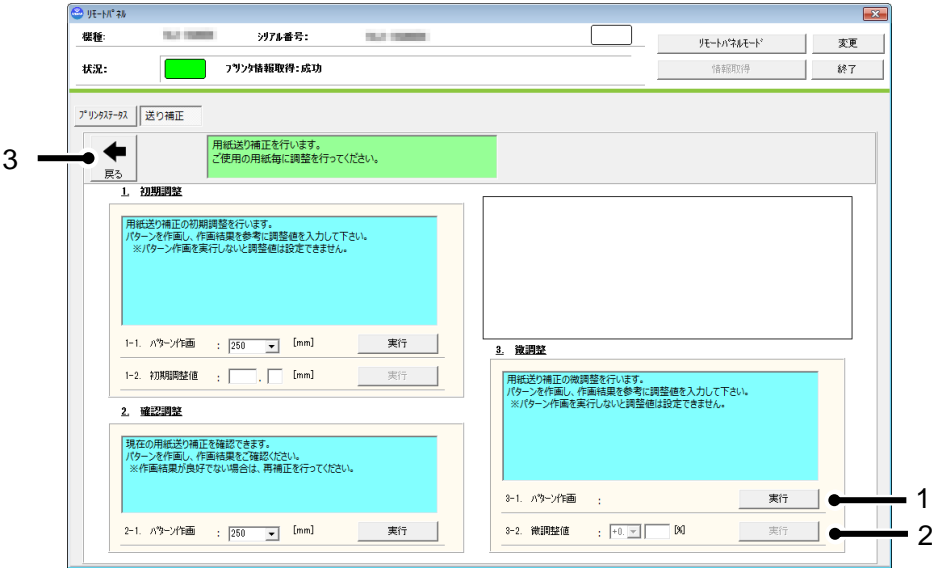 リモートパネル
機種:
シリアル番号:
リモートパネルモード
変更
状況:
プリンタ情報取得:成功
情報取得
終了
プリンタステータス
送り補正
戻る
用紙送り補正を行います。
ご使用の用紙毎に調整を行ってください。
3
1. 初期調整
用紙送り補正の初期調整を行います。
パターンを作画し、作画結果を参考に調整値を入力して下さい。
※パターン作画を実行しないと調整値は設定できません。
1-1. パターン作画 : 250 [mm] 実行
1-2. 初期調整値 : . [mm] 実行
2. 確認調整
現在の用紙送り補正を確認できます。
パターンを作画し、作画結果をご確認ください。
※作画結果が良好でない場合は、再補正を行ってください。
2-1. パターン作画 : 250 [mm] 実行
3. 微調整
用紙送り補正の微調整を行います。
パターンを作画し、作画結果を参考に調整値を入力して下さい。
※パターン作画を実行しないと調整値は設定できません。
3-1. パターン作画 : 実行
1
3-2. 微調整値 : +0. [%] 実行
2